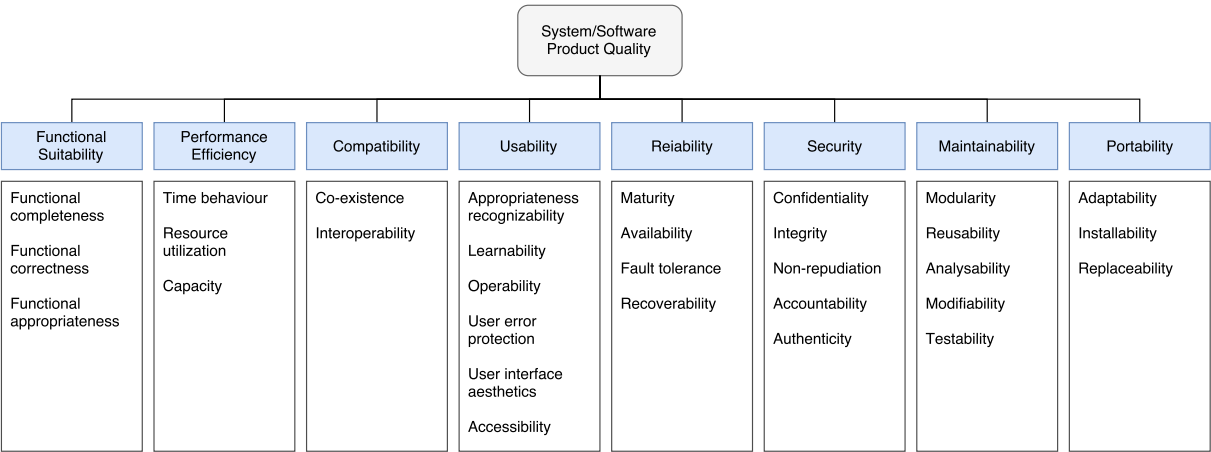 System/Software
Product Quality
Functional
Suitability
Performance
Efficiency
Compatibility
Usability
Reiability
Security
Maintainability
Portability
Functional
completeness
Functional
correctness
Functional
appropriateness
Time behaviour
Resource
utilization
Capacity
Co-existence
Interoperability
Appropriateness
recognizability
Learnability
Operability
User error
protection
User interface
aesthetics
Accessibility
Maturity
Availability
Fault tolerance
Recoverability
Confidentiality
Integrity
Non-repudiation
Accountability
Authenticity
Modularity
Reusability
Analysability
Modifiability
Testability
Adaptability
Installability
Replaceability